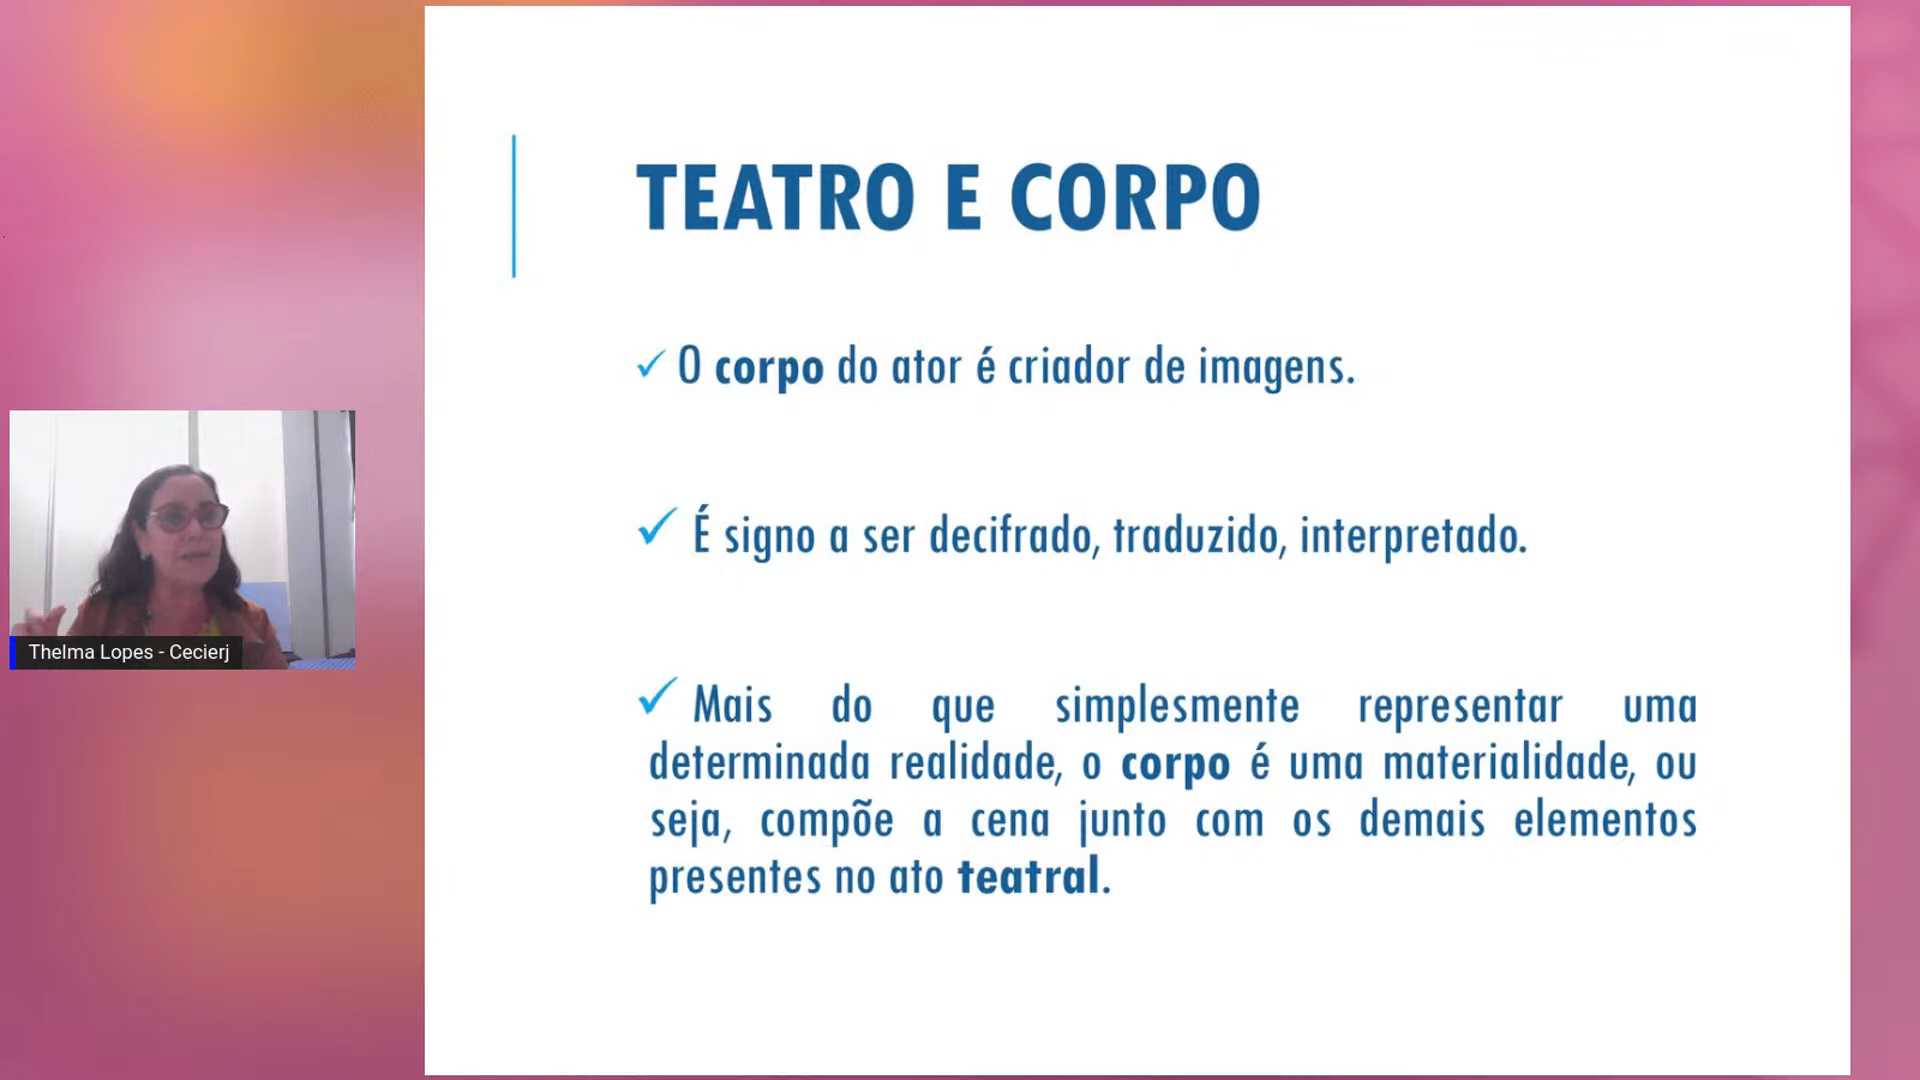 TEATRO E CORPO
✓ O corpo do ator é criador de imagens.
✓ É signo a ser decifrado, traduzido, interpretado.
✓ Mais do que simplesmente representar uma
determinada realidade, o corpo é uma materialidade, ou
seja, compõe a cena junto com os demais elementos
presentes no ato teatral.
Thelma Lopes - Cecierj